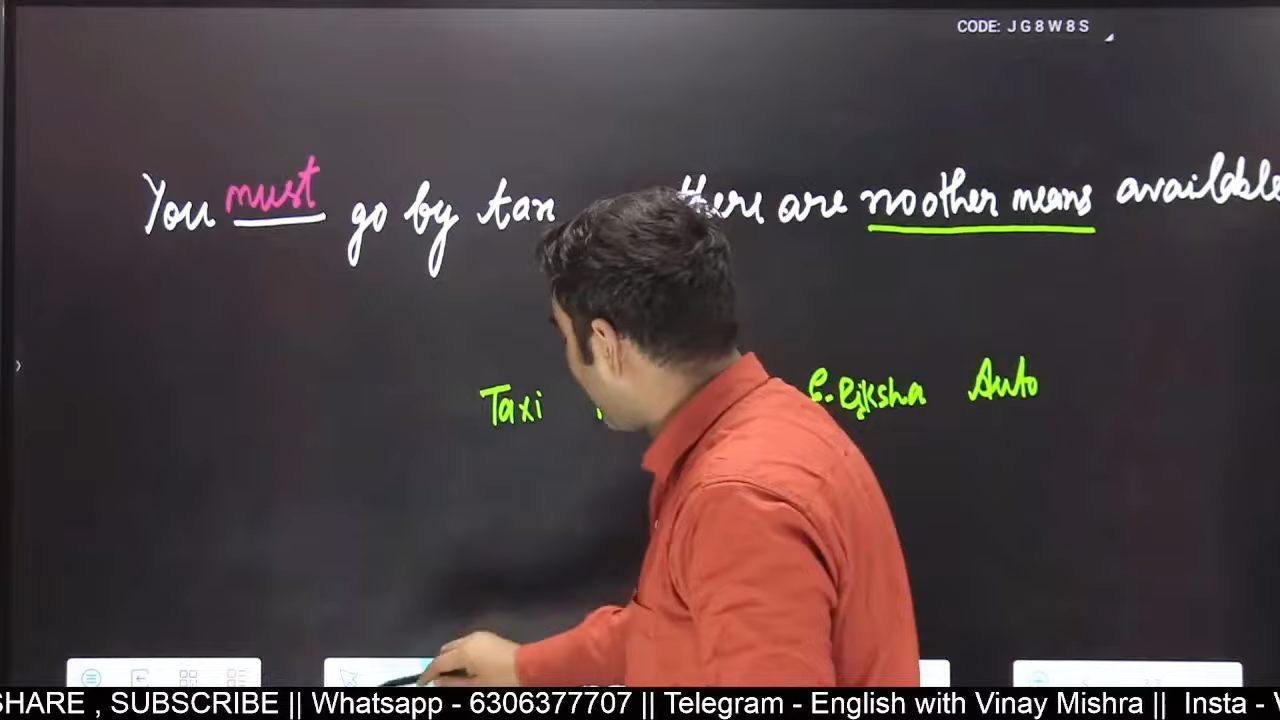 CODE: J G 8 W 8 S
You must go by tax there are no other means available
Taxi E-Riksha Auto
SHARE , SUBSCRIBE || Whatsapp - 6306377707 || Telegram - English with Vinay Mishra || Insta -